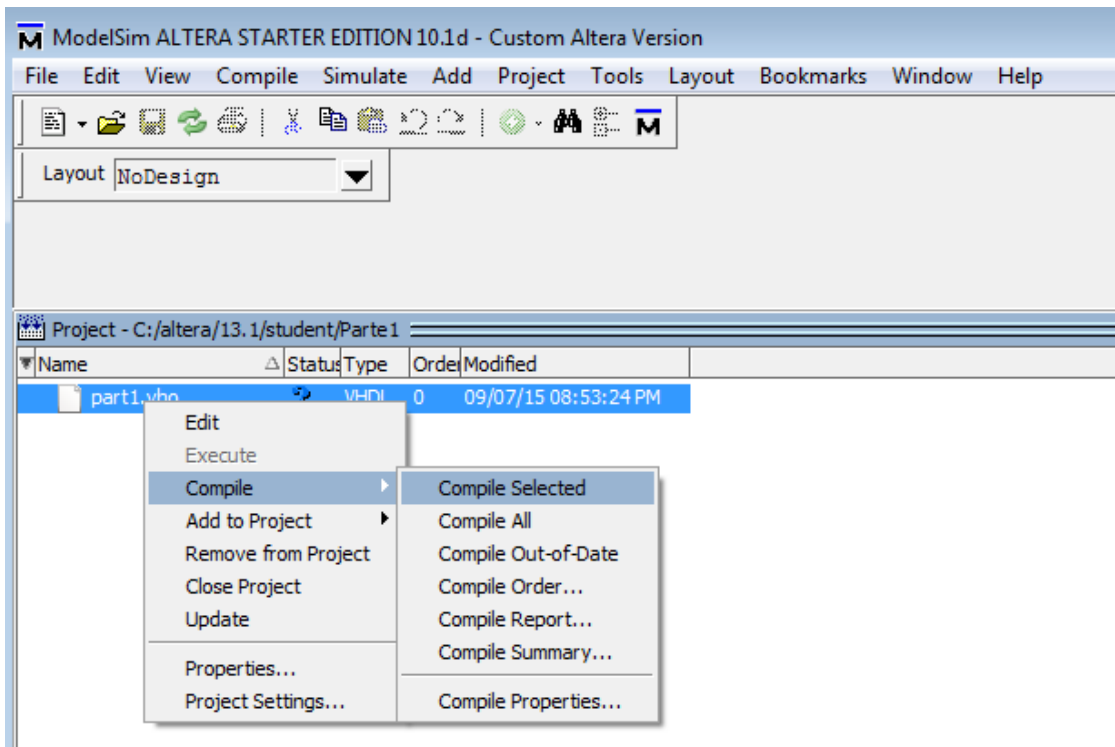 ModelSim ALTERA STARTER EDITION 10.1d - Custom Altera Version
File Edit View Compile Simulate Add Project Tools Layout Bookmarks Window Help
Layout NoDesign
Project - C:/altera/13.1/student/Parte1
Name Status Type Order Modified
part1.vho VHDL 0 09/07/15 08:53:24 PM
Edit
Execute
Compile
Add to Project
Remove from Project
Close Project
Update
Properties...
Project Settings...
Compile Selected
Compile All
Compile Out-of-Date
Compile Order...
Compile Report...
Compile Summary...
Compile Properties...